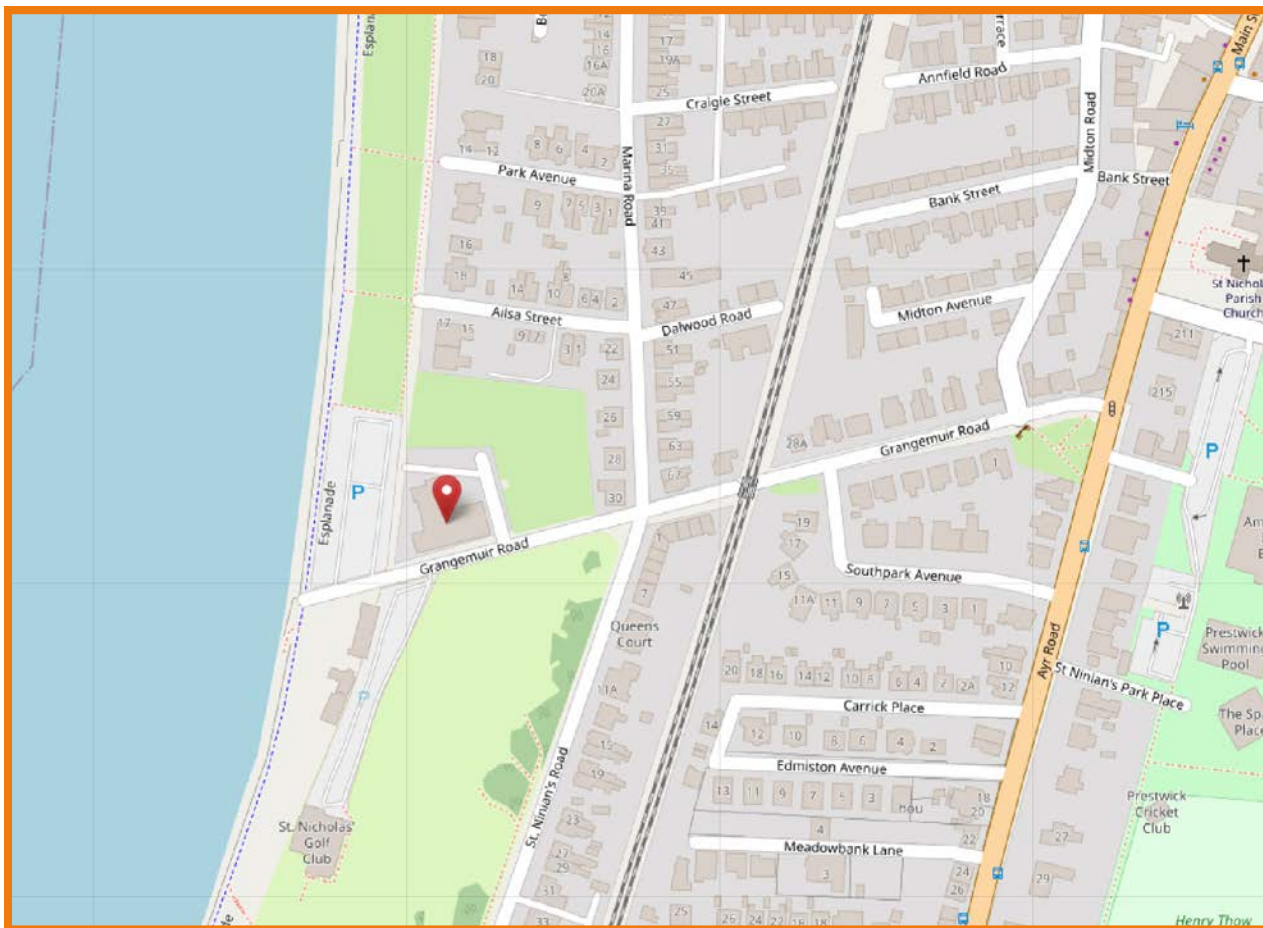 Esplanade
Main S
Annfield Road
Craigie Street
Midton Road
Park Avenue
Marina Road
Bank Street
Bank Street
St Nichol
Parish
Church
Midton Avenue
Ailsa Street
Dalwood Road
Grangemuir Road
Esplanade
P
P
Grangemuir Road
Southpark Avenue
Queens
Court
Ayr Road
P
Prestwick
Swimming
Pool
St Ninian's Park Place
The Sp
Place
Carrick Place
Edmiston Avenue
St. Ninian's Road
Prestwick
Cricket
Club
St. Nicholas'
Golf
Club
Meadowbank Lane
Henry Thow
18
20
14
16
16A
20A
17
19A
25
27
31
35
14
12
8
6
4
2
9
7
5
3
1
39
41
43
45
47
16
18
1A
10
8
6
4
2
17
15
9
7
3
1
22
24
26
28
30
51
55
59
63
67
28A
1
211
215
19
17
15
11A
11
9
7
5
3
1
1
7
11A
15
19
23
27
29
31
33
20
18
16
14
12
10
8
6
4
2
2A
10
12
14
12
10
8
6
4
2
13
11
9
7
5
3
hou
18
20
22
24
26
4
3
27
29
25
26
24
22
18
18
P